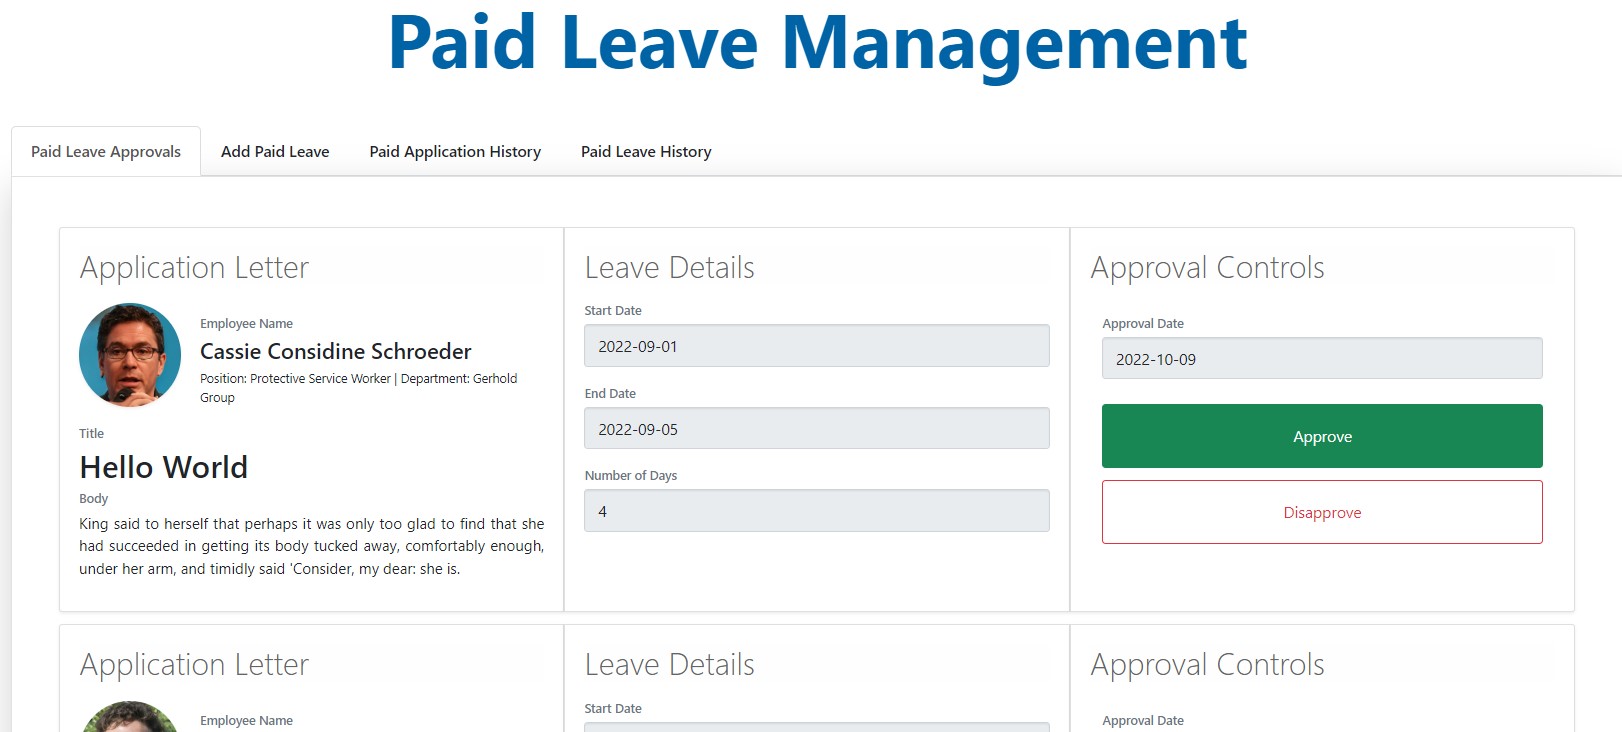 Paid Leave Management
Paid Leave Approvals
Add Paid Leave
Paid Application History
Paid Leave History
Application Letter
Employee Name
Cassie Considine Schroeder
Position: Protective Service Worker | Department: Gerhold
Group
Title
Hello World
Body
King said to herself that perhaps it was only too glad to find that she
had succeeded in getting its body tucked away, comfortably enough,
under her arm, and timidly said 'Consider, my dear: she is.
Leave Details
Start Date
2022-09-01
End Date
2022-09-05
Number of Days
4
Approval Controls
Approval Date
2022-10-09
Approve
Disapprove
Application Letter
Employee Name
Leave Details
Start Date
Approval Controls
Approval Date